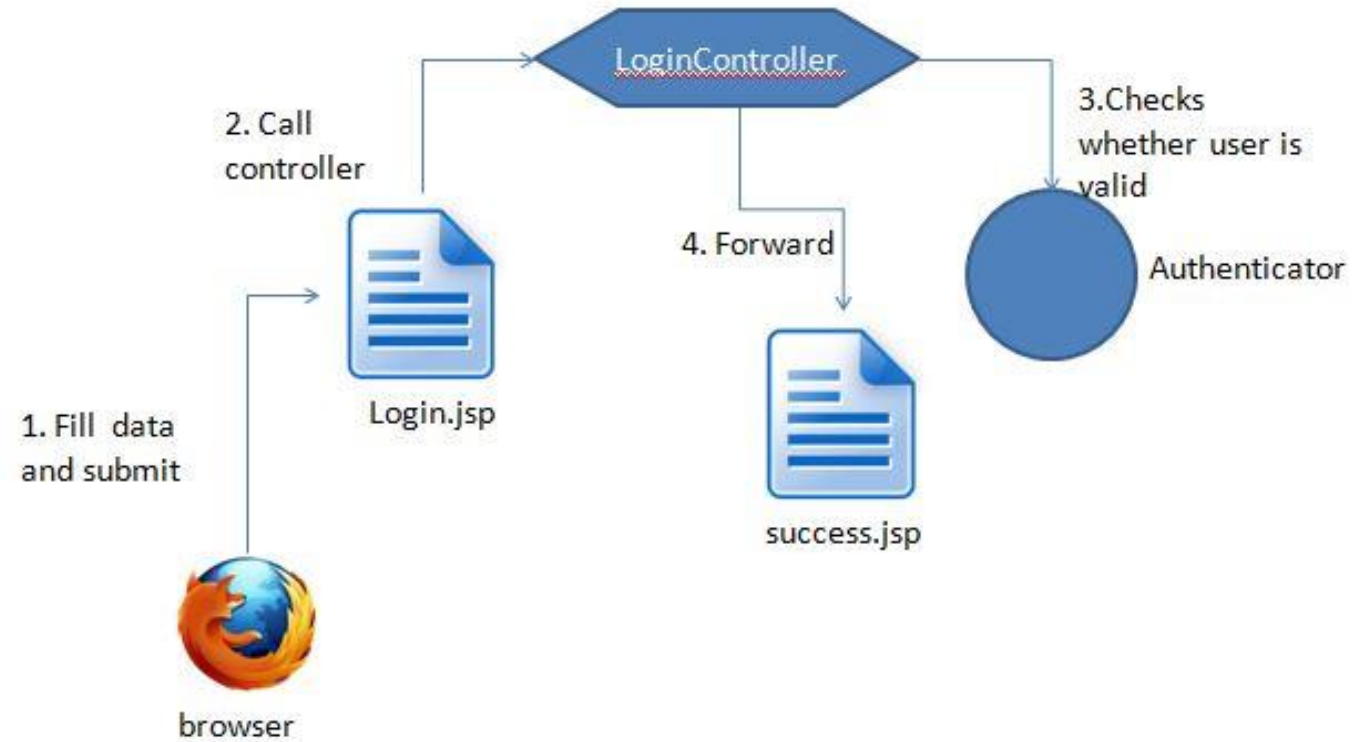 LoginController
2. Call
controller
3.Checks
whether user is
valid
4. Forward
Authenticator
Login.jsp
1. Fill data
and submit
success.jsp
browser